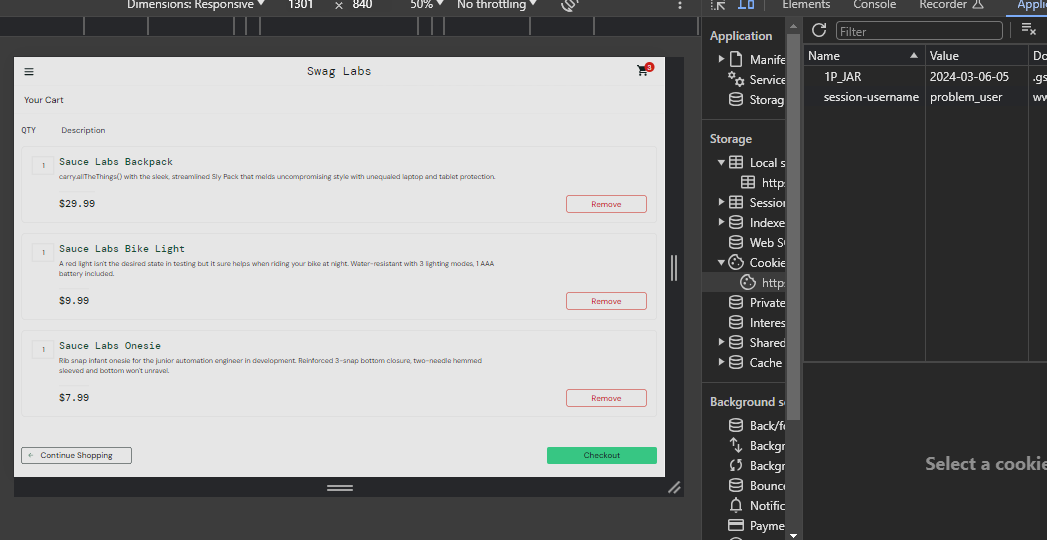 Dimensions: Responsive 1301 × 840 50% No throttling
Elements Console Recorder Appli
Swag Labs 3
Your Cart
QTY Description
1 Sauce Labs Backpack
carry.allTheThings() with the sleek, streamlined Sly Pack that melds uncompromising style with unequaled laptop and tablet protection.
$29.99 Remove
1 Sauce Labs Bike Light
A red light isn't the desired state in testing but it sure helps when riding your bike at night. Water-resistant with 3 lighting modes, 1 AAA
battery included.
$9.99 Remove
1 Sauce Labs Onesie
Rib snap infant onesie for the junior automation engineer in development. Reinforced 3-snap bottom closure, two-needle hemmed
sleeved and bottom won't unravel.
$7.99 Remove
← Continue Shopping Checkout
Application
Manife
Service
Storag
Storage
Local s
http
Session
Indexe
Web S
Cookie
http
Private
Interes
Shared
Cache
Background se
Back/fo
Backgr
Backgr
Bounce
Notific
Payme
Filter
Name Value Do
1P_JAR 2024-03-06-05 .gs
session-username problem_user ww
Select a cookie